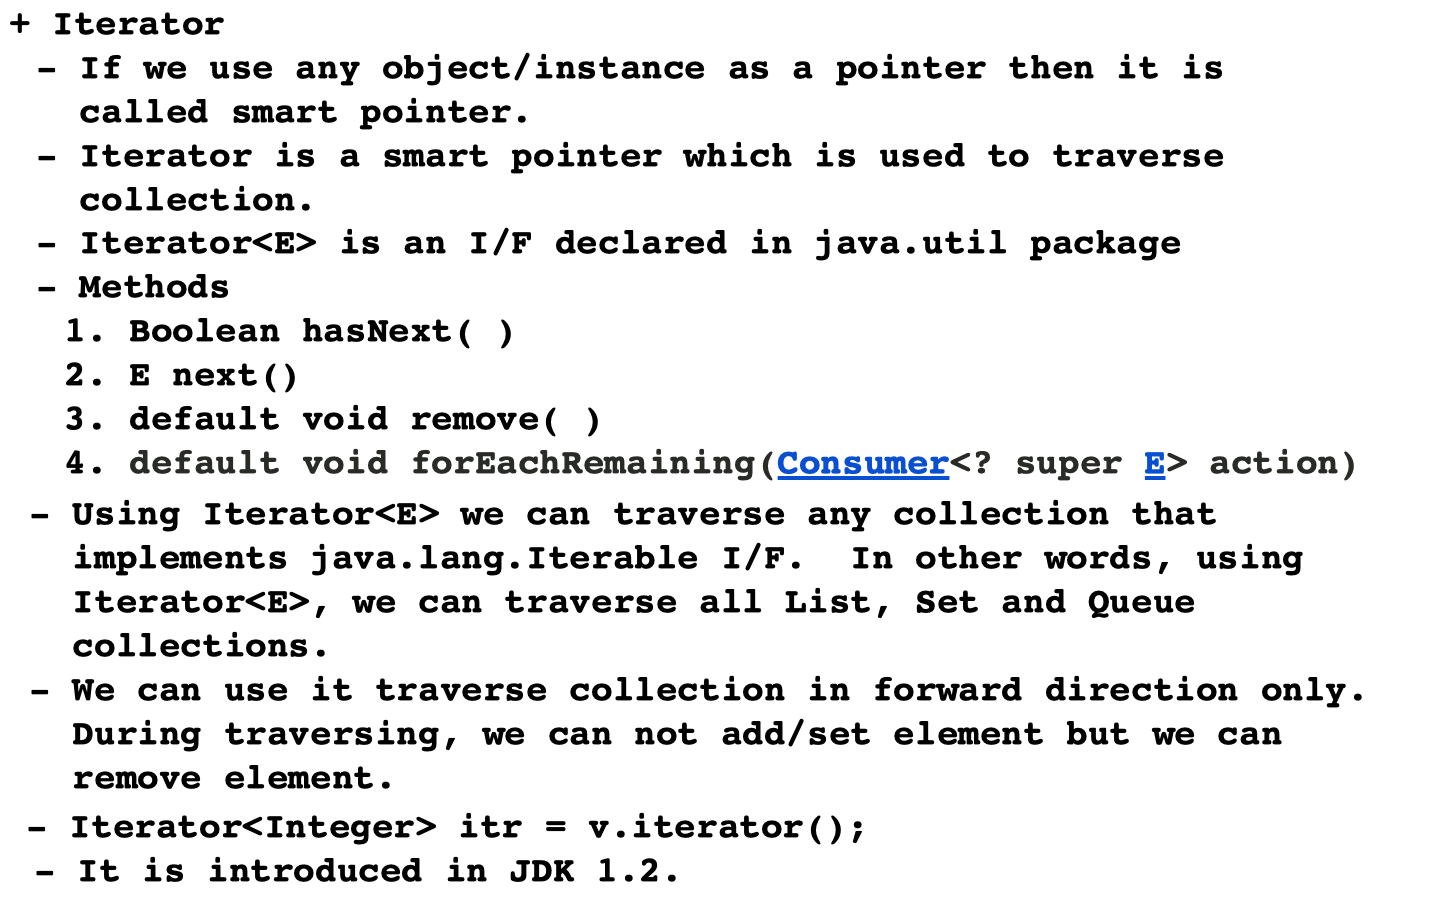 + Iterator
- If we use any object/instance as a pointer then it is
called smart pointer.
- Iterator is a smart pointer which is used to traverse
collection.
- Iterator<E> is an I/F declared in java.util package
- Methods
1. Boolean hasNext( )
2. E next()
3. default void remove( )
4. default void forEachRemaining(Consumer<? super E> action)
- Using Iterator<E> we can traverse any collection that
implements java.lang.Iterable I/F.  In other words, using
Iterator<E>, we can traverse all List, Set and Queue
collections.
- We can use it traverse collection in forward direction only.
During traversing, we can not add/set element but we can
remove element.
- Iterator<Integer> itr = v.iterator();
- It is introduced in JDK 1.2.